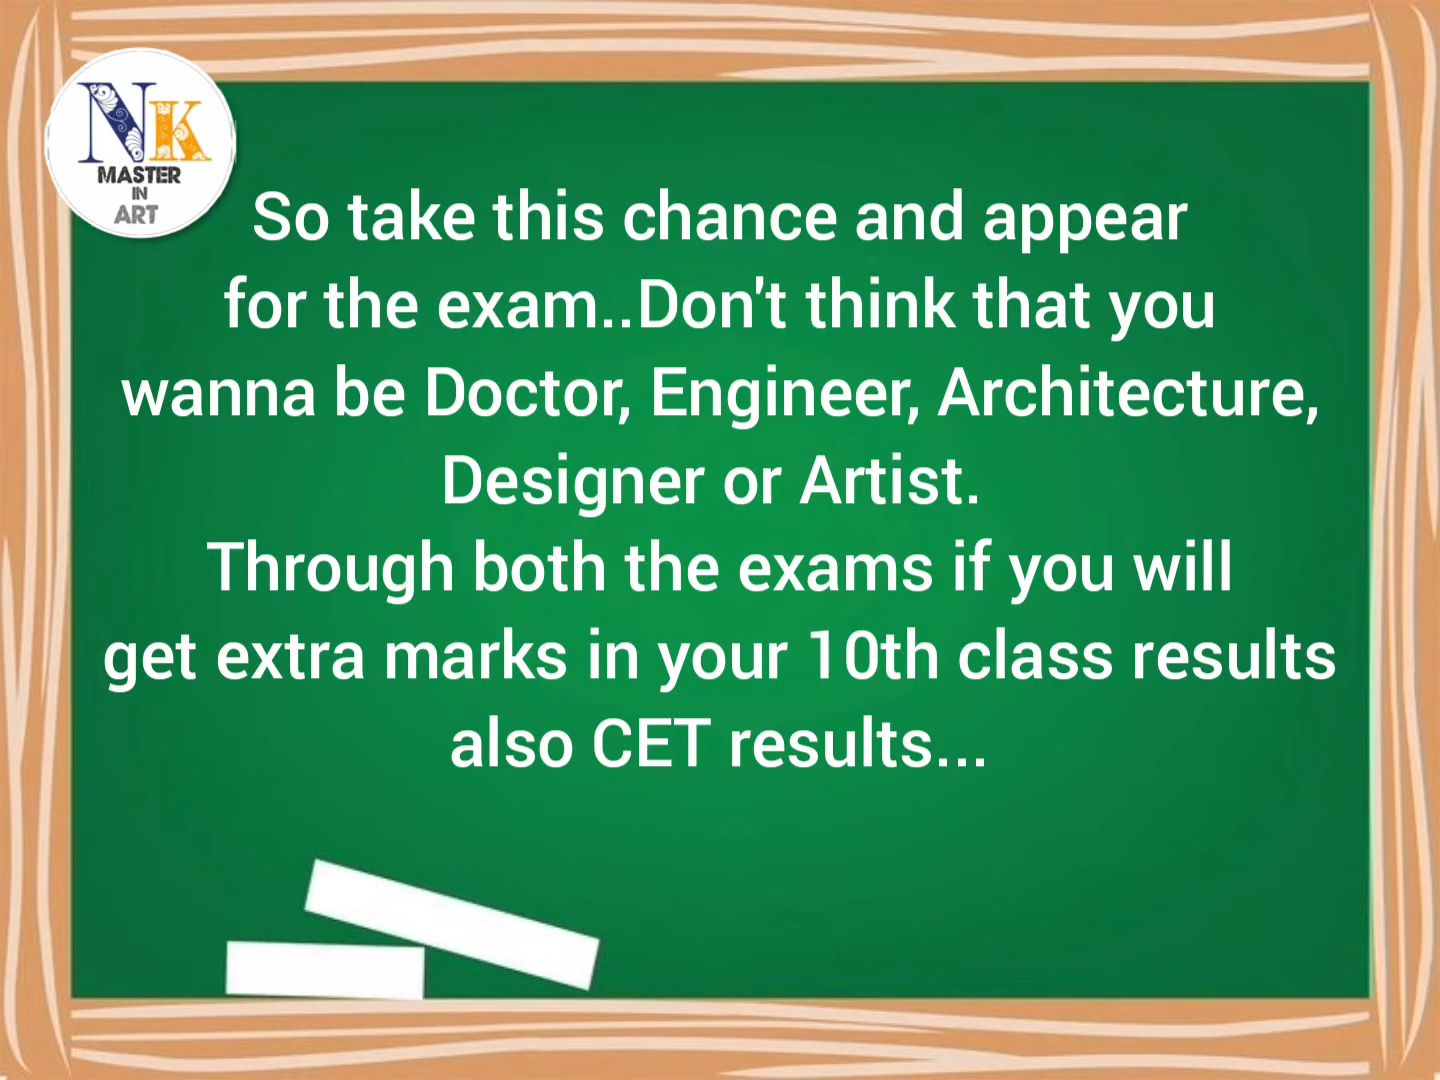 NK
MASTER
IN
ART
So take this chance and appear
for the exam..Don't think that you
wanna be Doctor, Engineer, Architecture,
Designer or Artist.
Through both the exams if you will
get extra marks in your 10th class results
also CET results...